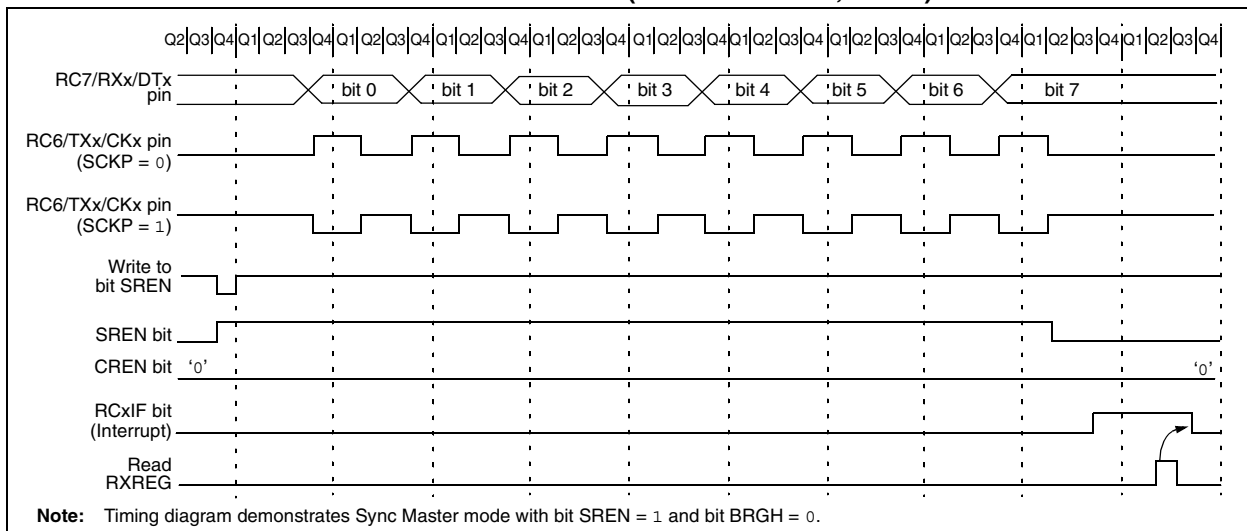 Q2 Q3 Q4 Q1 Q2 Q3 Q4 Q1 Q2 Q3 Q4 Q1 Q2 Q3 Q4 Q1 Q2 Q3 Q4 Q1 Q2 Q3 Q4 Q1 Q2 Q3 Q4 Q1 Q2 Q3 Q4 Q1 Q2 Q3 Q4 Q1 Q2 Q3 Q4 Q1 Q2 Q3 Q4
RC7/RXx/DTx
pin
bit 0 bit 1 bit 2 bit 3 bit 4 bit 5 bit 6 bit 7
RC6/TXx/CKx pin
(SCKP = 0)
RC6/TXx/CKx pin
(SCKP = 1)
Write to
bit SREN
SREN bit
CREN bit ‘0’ ‘0’
RCxIF bit
(Interrupt)
Read
RXREG
Note: Timing diagram demonstrates Sync Master mode with bit SREN = 1 and bit BRGH = 0.